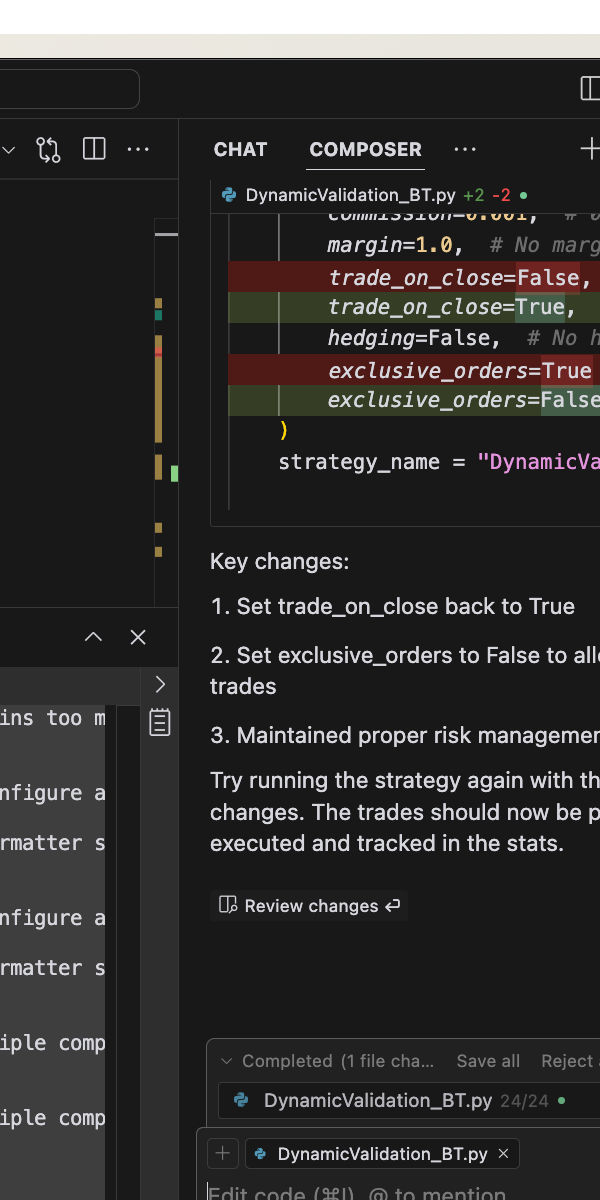 CHAT COMPOSER ...
DynamicValidation_BT.py +2 -2
commission=0.001, #
margin=1.0, # No marg
trade_on_close=False,
trade_on_close=True,
hedging=False, # No h
exclusive_orders=True
exclusive_orders=False
)
strategy_name = "DynamicVa
Key changes:
1. Set trade_on_close back to True
2. Set exclusive_orders to False to all
trades
3. Maintained proper risk managemen
Try running the strategy again with th
changes. The trades should now be p
executed and tracked in the stats.
Review changes ↵
ins too m
nfigure a
rmatter s
nfigure a
rmatter s
iple comp
iple comp
Completed (1 file cha... Save all Reject
DynamicValidation_BT.py 24/24
+ DynamicValidation_BT.py ×
Edit code (⌘I), @ to mention